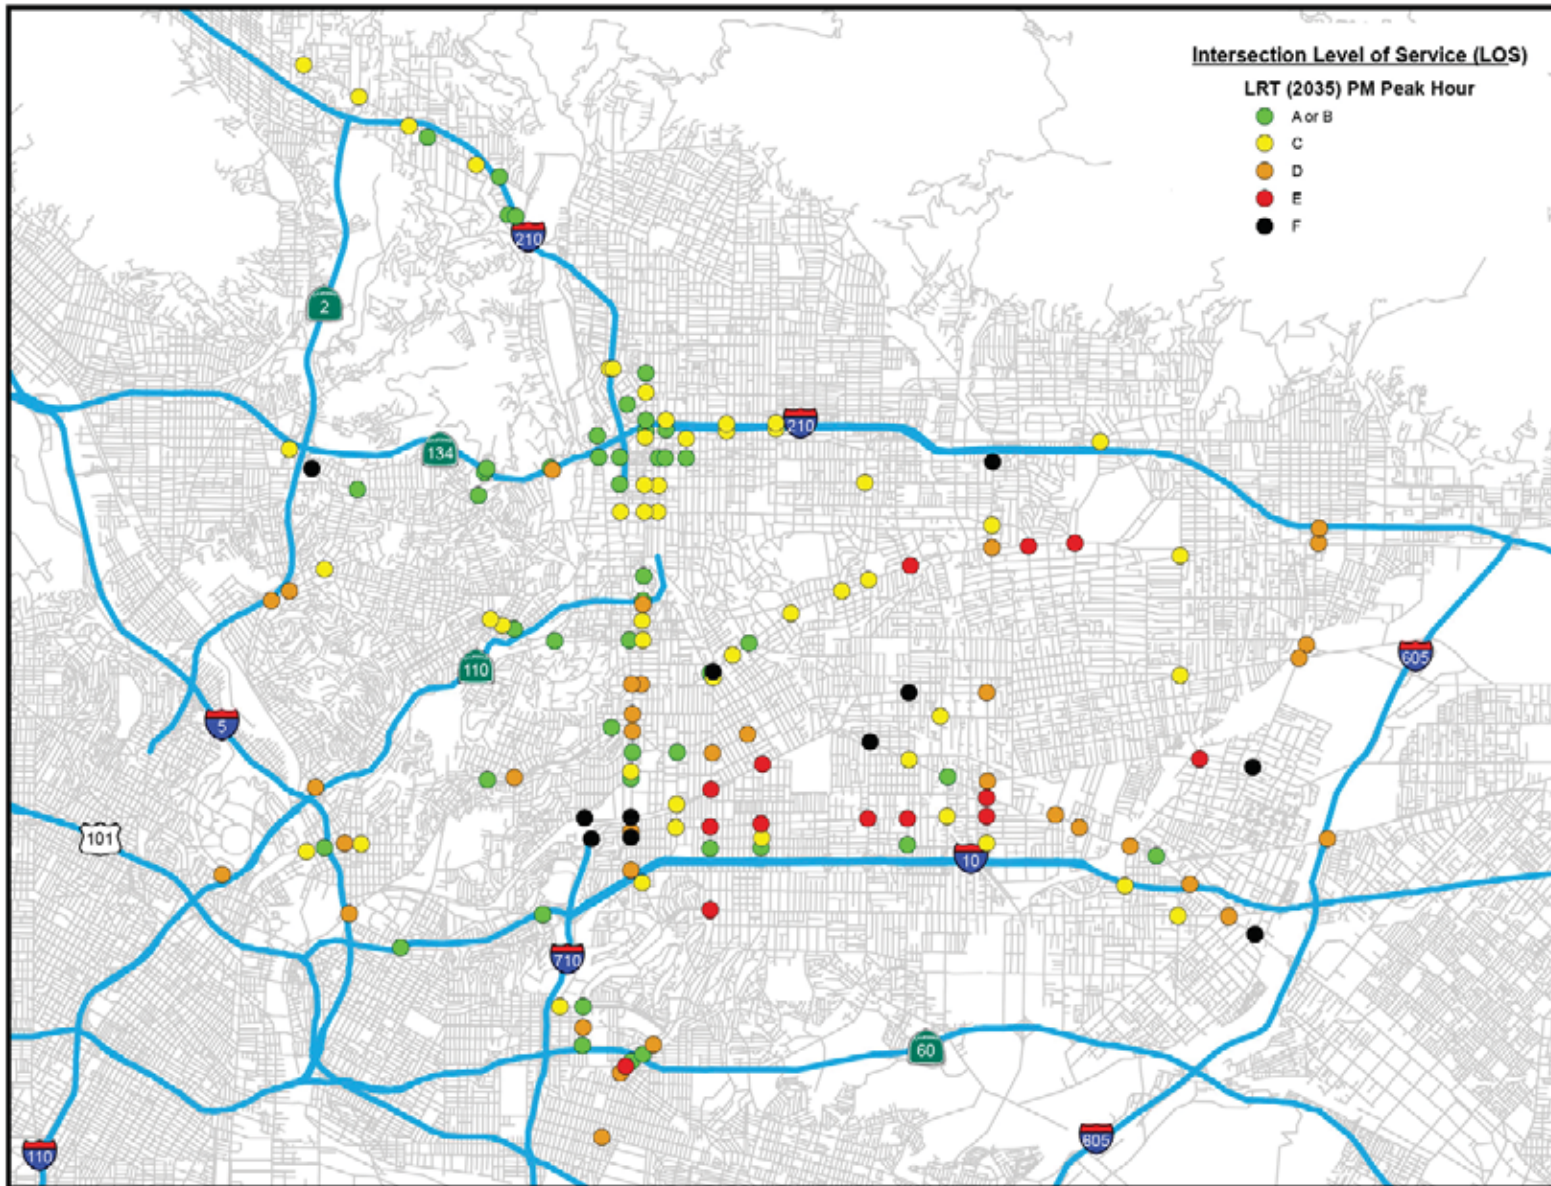 Intersection Level of Service (LOS)
LRT (2035) PM Peak Hour
A or B
C
D
E
F
210
2
134
210
110
605
5
101
10
710
60
605
110